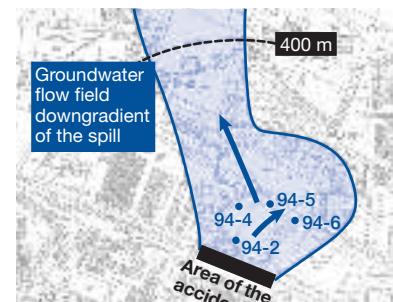 400 m
Groundwater
flow field
downgradient
of the spill
94-5
94-4
94-6
94-2
Area of the